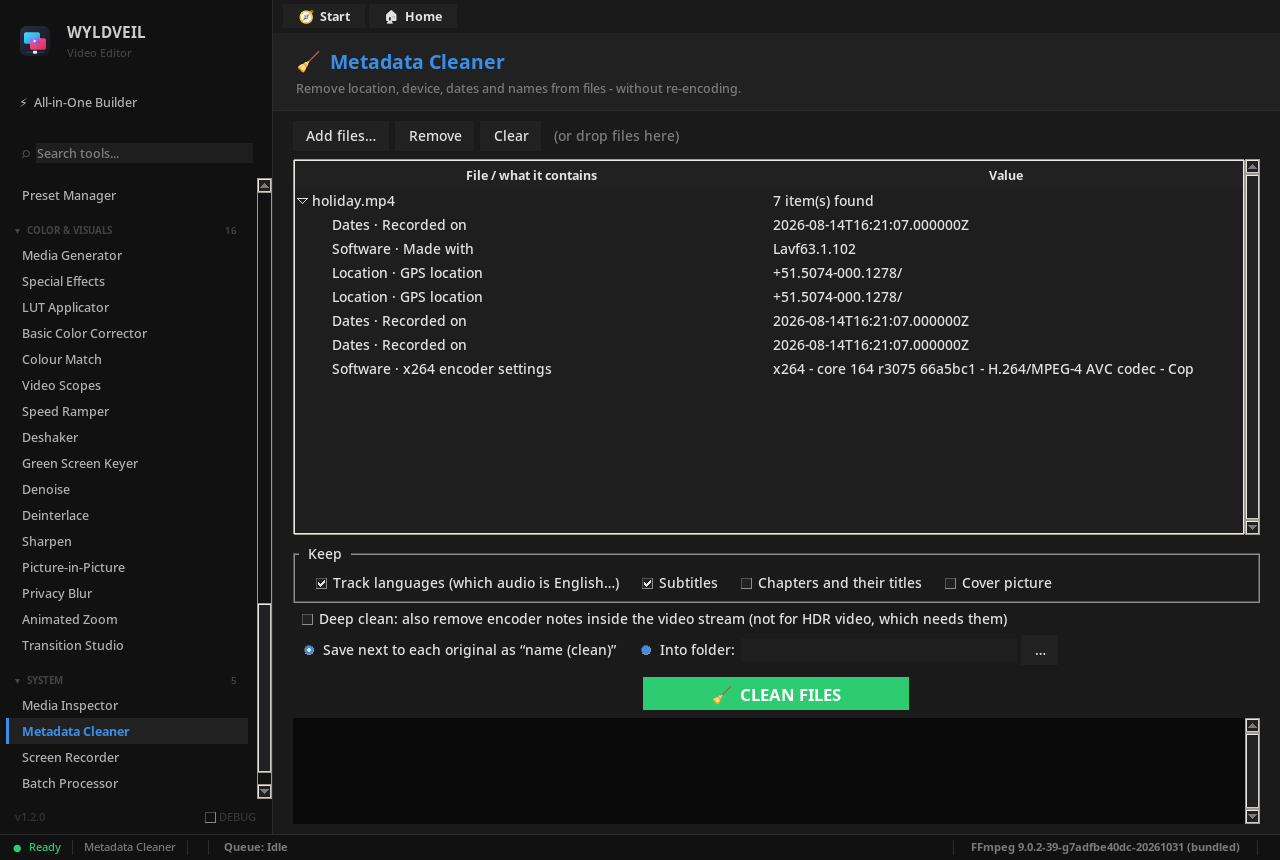 WYLDVEIL
Video Editor
⚡ All-in-One Builder
Search tools...
Preset Manager
▾ COLOR & VISUALS 16
Media Generator
Special Effects
LUT Applicator
Basic Color Corrector
Colour Match
Video Scopes
Speed Ramper
Deshaker
Green Screen Keyer
Denoise
Deinterlace
Sharpen
Picture-in-Picture
Privacy Blur
Animated Zoom
Transition Studio
▾ SYSTEM 5
Media Inspector
Metadata Cleaner
Screen Recorder
Batch Processor
v1.2.0 DEBUG
Start Home
Metadata Cleaner
Remove location, device, dates and names from files - without re-encoding.
Add files... Remove Clear (or drop files here)
File / what it contains Value
holiday.mp4 7 item(s) found
Dates · Recorded on 2026-08-14T16:21:07.000000Z
Software · Made with Lavf63.1.102
Location · GPS location +51.5074-000.1278/
Location · GPS location +51.5074-000.1278/
Dates · Recorded on 2026-08-14T16:21:07.000000Z
Dates · Recorded on 2026-08-14T16:21:07.000000Z
Software · x264 encoder settings x264 - core 164 r3075 66a5bc1 - H.264/MPEG-4 AVC codec - Cop
Keep
Track languages (which audio is English...) Subtitles Chapters and their titles Cover picture
Deep clean: also remove encoder notes inside the video stream (not for HDR video, which needs them)
Save next to each original as “name (clean)” Into folder: ...
CLEAN FILES
Ready Metadata Cleaner Queue: Idle FFmpeg 9.0.2-39-g7adfbe40dc-20261031 (bundled)